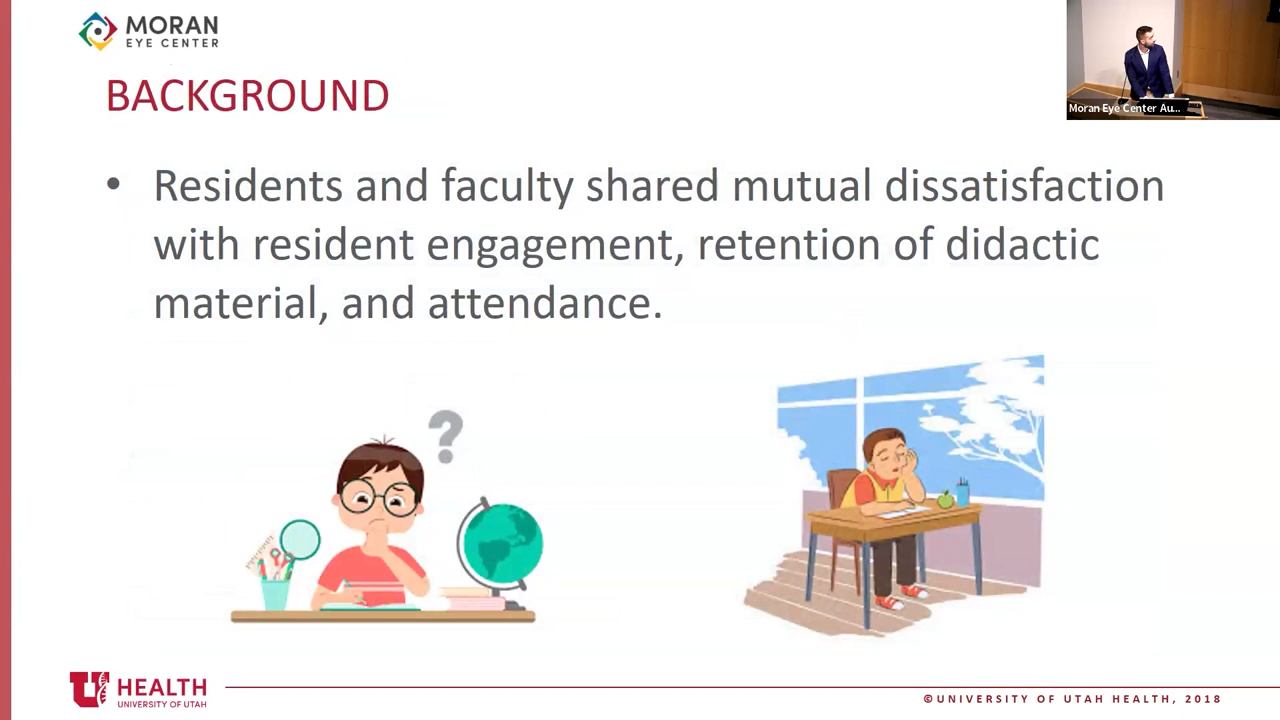 MORAN
EYE CENTER
Moran Eye Center Au...
BACKGROUND
• Residents and faculty shared mutual dissatisfaction
with resident engagement, retention of didactic
material, and attendance.
?
U HEALTH
UNIVERSITY OF UTAH
©UNIVERSITY OF UTAH HEALTH, 2018